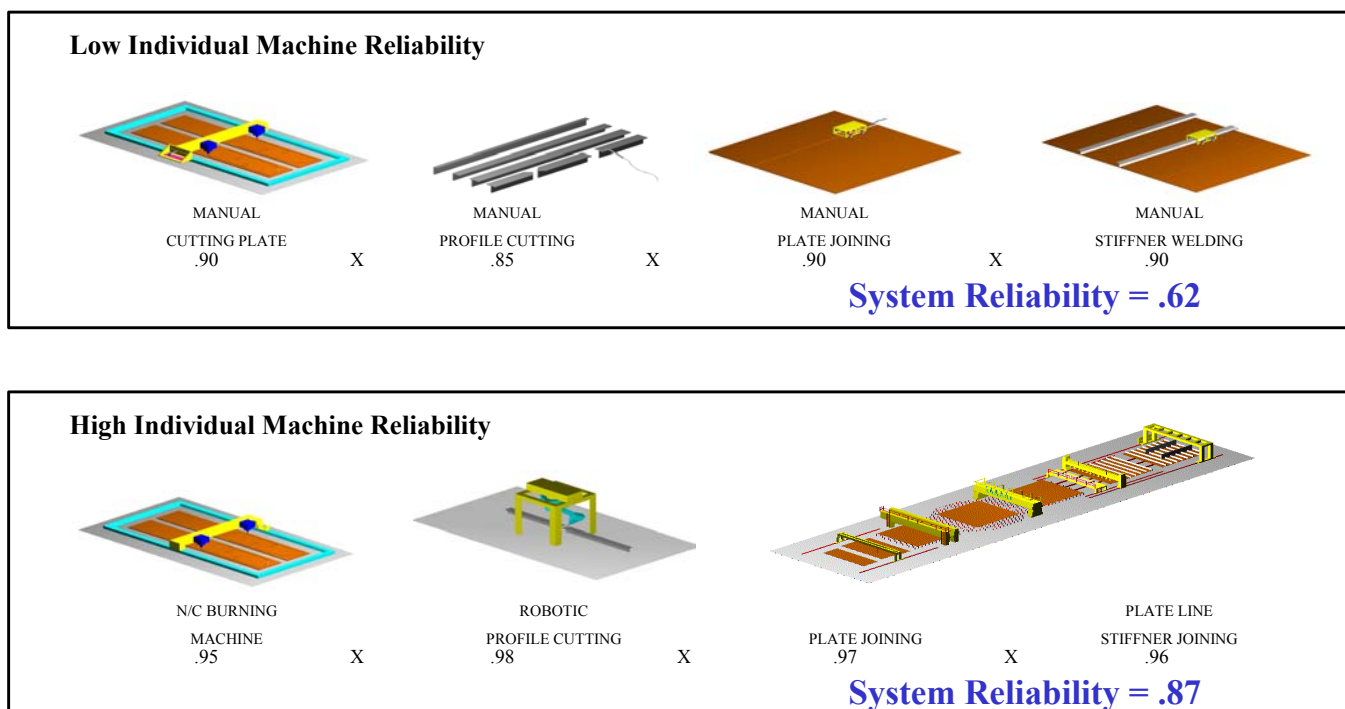 Low Individual Machine Reliability
MANUAL MANUAL MANUAL MANUAL
CUTTING PLATE PROFILE CUTTING PLATE JOINING STIFFNER WELDING
.90 X .85 X .90 X .90
System Reliability = .62
High Individual Machine Reliability
N/C BURNING ROBOTIC PLATE LINE
MACHINE PROFILE CUTTING PLATE JOINING STIFFNER JOINING
.95 X .98 X .97 X .96
System Reliability = .87